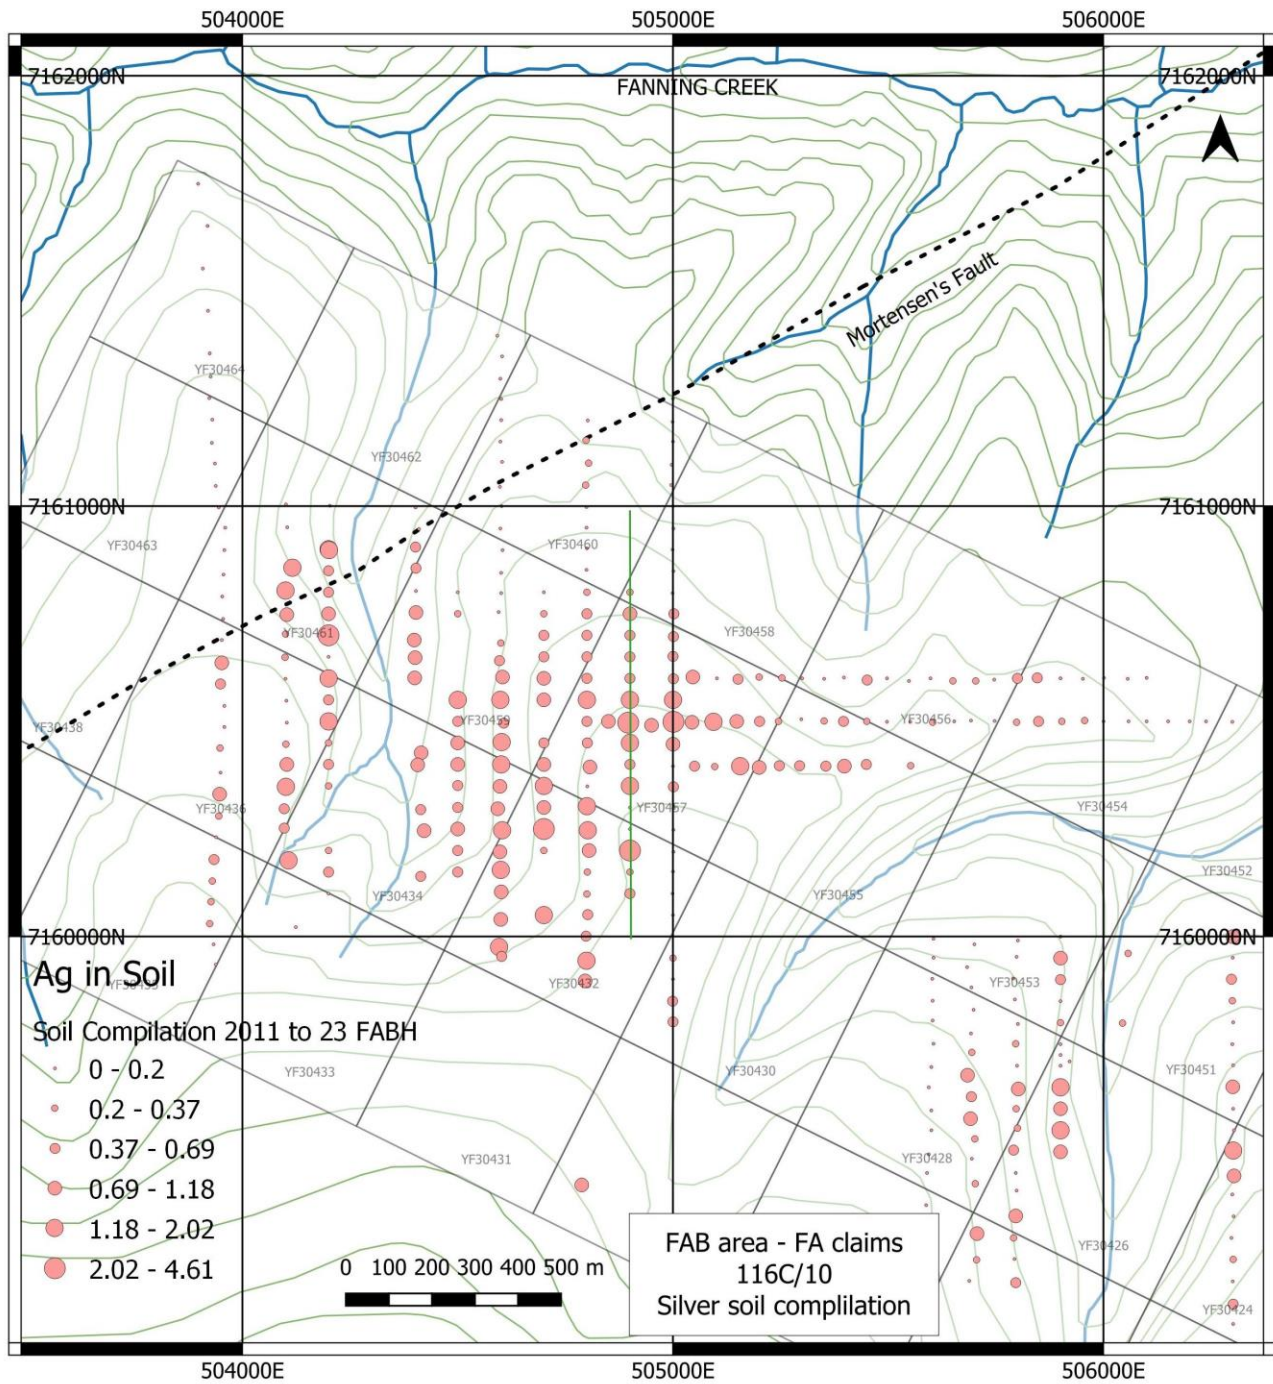 504000E 505000E 506000E
7162000N 7162000N
FANNING CREEK
Mortensen's Fault
YF30464
YF30462
7161000N 7161000N
YF30463 YF30460
YF30461 YF30458
YF30438 YF30459 YF30456
YF30436 YF30457 YF30454
YF30434 YF30455 YF30452
7160000N 7160000N
Ag in Soil
YF30432 YF30453
Soil Compilation 2011 to 23 FABH
0 - 0.2
YF30433 YF30430 YF30451
0.2 - 0.37
0.37 - 0.69
YF30431 YF30428
0.69 - 1.18
1.18 - 2.02
2.02 - 4.61
0 100 200 300 400 500 m
FAB area - FA claims
116C/10
Silver soil complilation
YF30426
YF30424
504000E 505000E 506000E